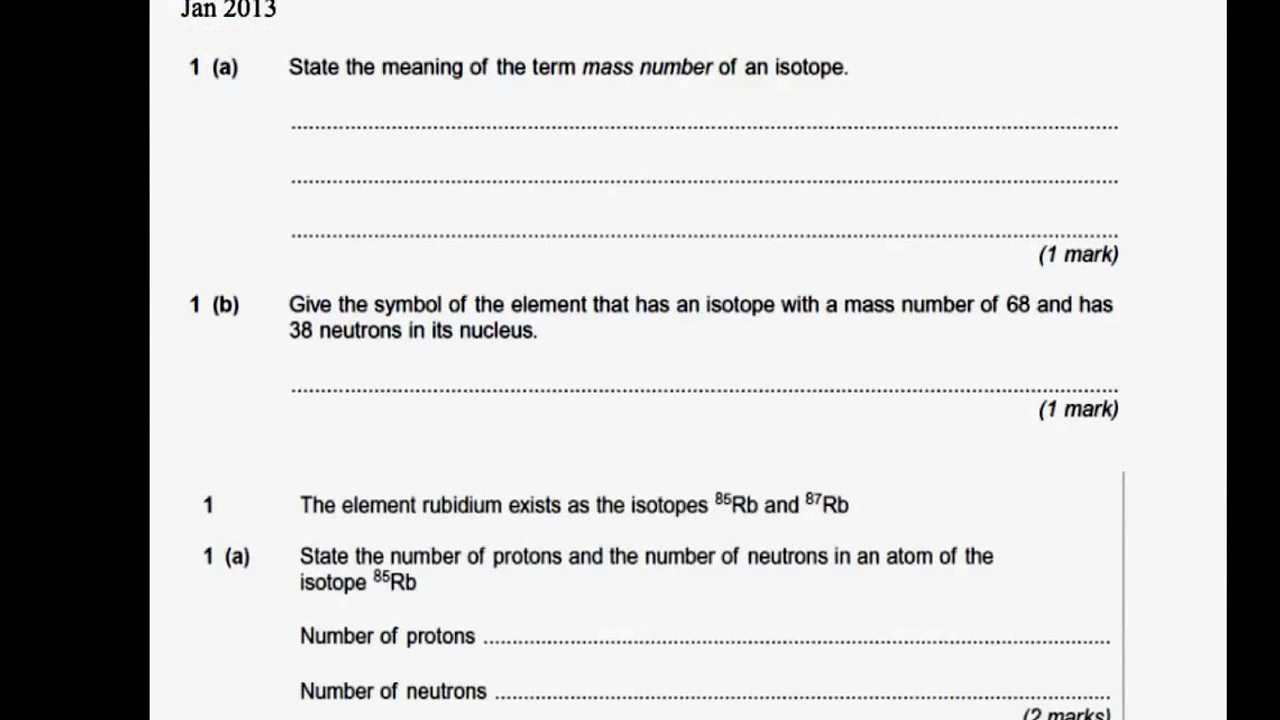 Jan 2013
1 (a) State the meaning of the term mass number of an isotope.
(1 mark)
1 (b) Give the symbol of the element that has an isotope with a mass number of 68 and has
38 neutrons in its nucleus.
(1 mark)
1 The element rubidium exists as the isotopes ⁸⁵Rb and ⁸⁷Rb
1 (a) State the number of protons and the number of neutrons in an atom of the
isotope ⁸⁵Rb
Number of protons ........................................................
Number of neutrons ........................................................
(2 marks)